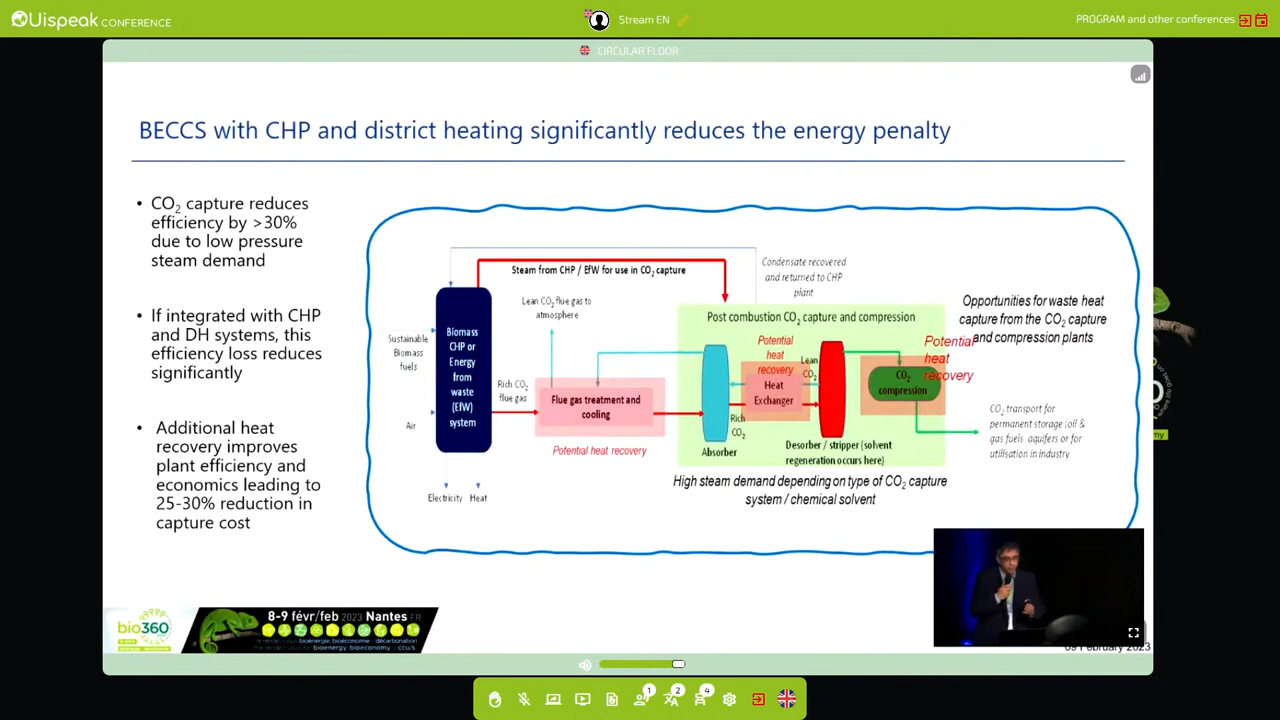 Uispeak CONFERENCE
Stream EN
PROGRAM and other conferences
CIRCULAR FLOOR
BECCS with CHP and district heating significantly reduces the energy penalty
• CO₂ capture reduces
efficiency by >30%
due to low pressure
steam demand
• If integrated with CHP
and DH systems, this
efficiency loss reduces
significantly
• Additional heat
recovery improves
plant efficiency and
economics leading to
25-30% reduction in
capture cost
Steam from CHP / EfW for use in CO₂ capture
Condensate recovered
and returned to CHP
plant
Lean CO₂ flue gas to
atmosphere
Sustainable
Biomass
fuels
Air
Biomass
CHP or
Energy
from
waste
(EfW)
system
Electricity
Heat
Rich CO₂
flue gas
Flue gas treatment and
cooling
Potential heat recovery
Post combustion CO₂ capture and compression
Potential
heat
recovery
Heat
Exchanger
Lean
CO₂
Rich
CO₂
Absorber
Desorber / stripper (solvent
regeneration occurs here)
CO₂
compression
Potential
heat
recovery
Opportunities for waste heat
capture from the CO₂ capture
and compression plants
CO₂ transport for
permanent storage (oil &
gas fuels, aquifers or for
utilisation in industry
High steam demand depending on type of CO₂ capture
system / chemical solvent
bio360
8-9 févr/feb 2023 Nantes FR
09 February 2023
1
2
4